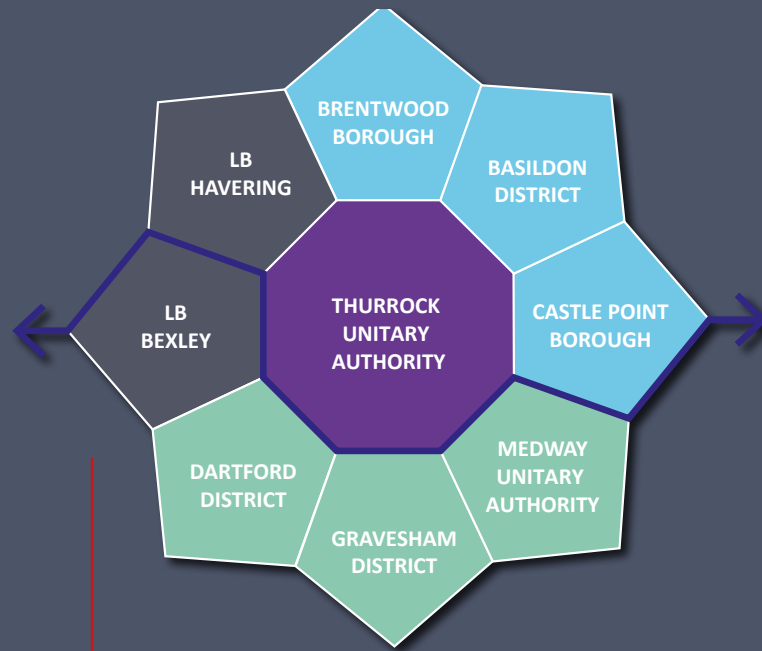 BRENTWOOD
BOROUGH
LB
HAVERING
BASILDON
DISTRICT
LB
BEXLEY
THURROCK
UNITARY
AUTHORITY
CASTLE POINT
BOROUGH
DARTFORD
DISTRICT
GRAVESHAM
DISTRICT
MEDWAY
UNITARY
AUTHORITY